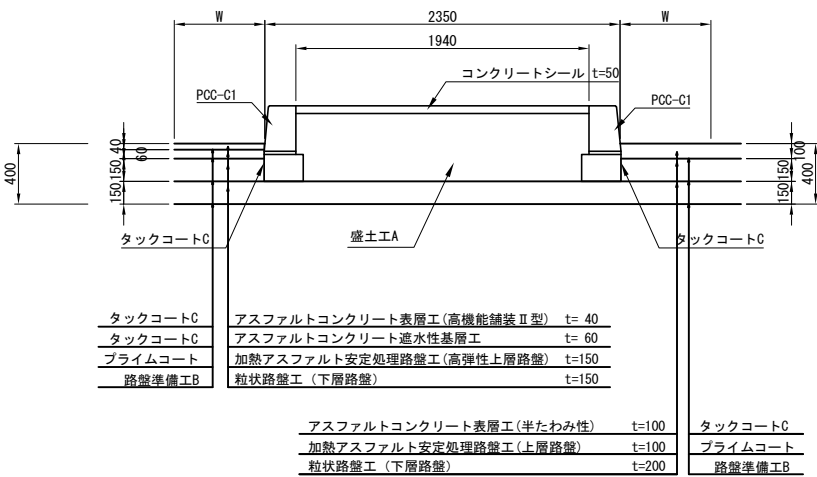 W 2350 W
1940
コンクリートシール t=50
PCC-C1 PCC-C1
400 150 150 60 40
100 150 150 400
タックコートC 盛土工A タックコートC
タックコートC アスファルトコンクリート表層工(高機能舗装Ⅱ型) t= 40
タックコートC アスファルトコンクリート遮水性基層工 t= 60
プライムコート 加熱アスファルト安定処理路盤工(高弾性上層路盤) t=150
路盤準備工B 粒状路盤工(下層路盤) t=150
アスファルトコンクリート表層工(半たわみ性) t=100 タックコートC
加熱アスファルト安定処理路盤工(上層路盤) t=100 プライムコート
粒状路盤工(下層路盤) t=200 路盤準備工B